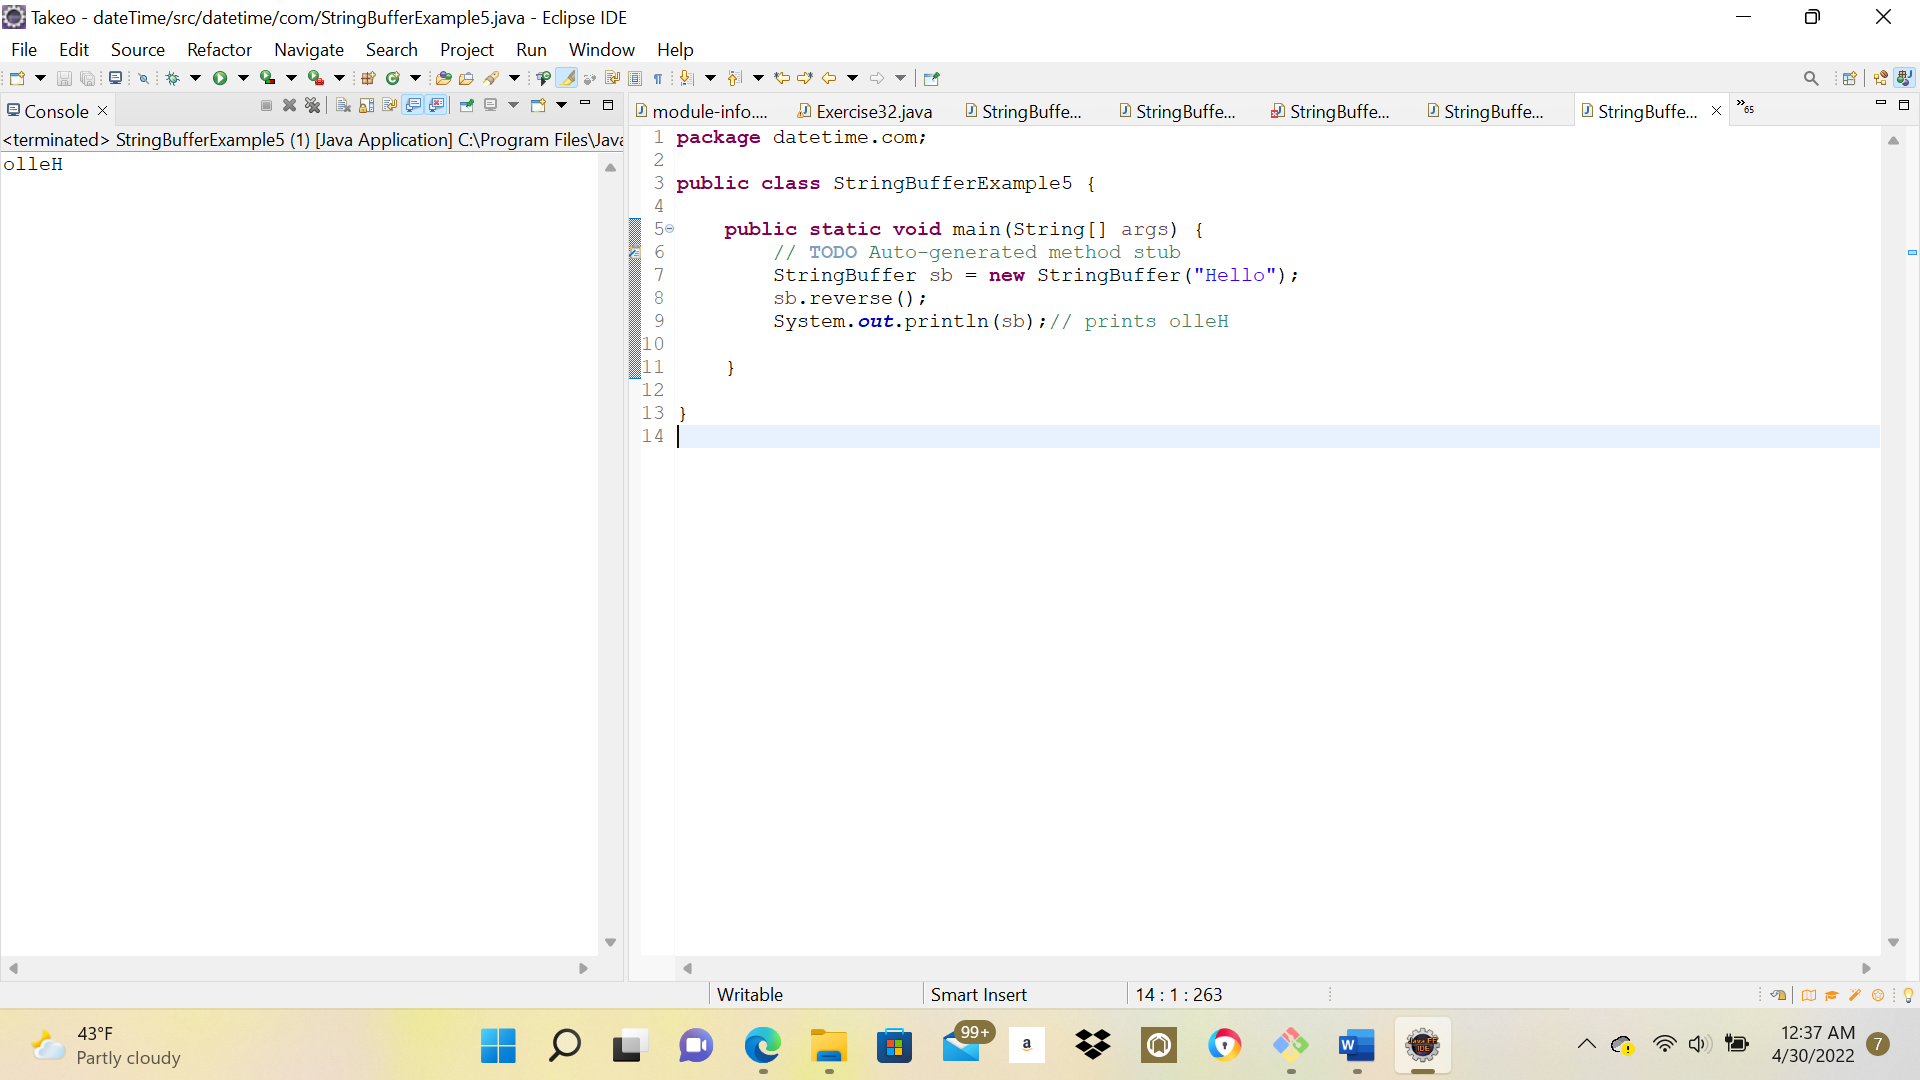 Takeo - dateTime/src/datetime/com/StringBufferExample5.java - Eclipse IDE
File Edit Source Refactor Navigate Search Project Run Window Help
Console
<terminated> StringBufferExample5 (1) [Java Application] C:\Program Files\Java
olleH
module-info.... Exercise32.java StringBuffe... StringBuffe... StringBuffe... StringBuffe... StringBuffe... »65
1 package datetime.com;
2
3 public class StringBufferExample5 {
4
5 public static void main(String[] args) {
6 // TODO Auto-generated method stub
7 StringBuffer sb = new StringBuffer("Hello");
8 sb.reverse();
9 System.out.println(sb);// prints olleH
10
11 }
12
13 }
14
Writable Smart Insert 14 : 1 : 263
43°F
Partly cloudy
99+
a
W
Java EE
IDE
12:37 AM
4/30/2022
7